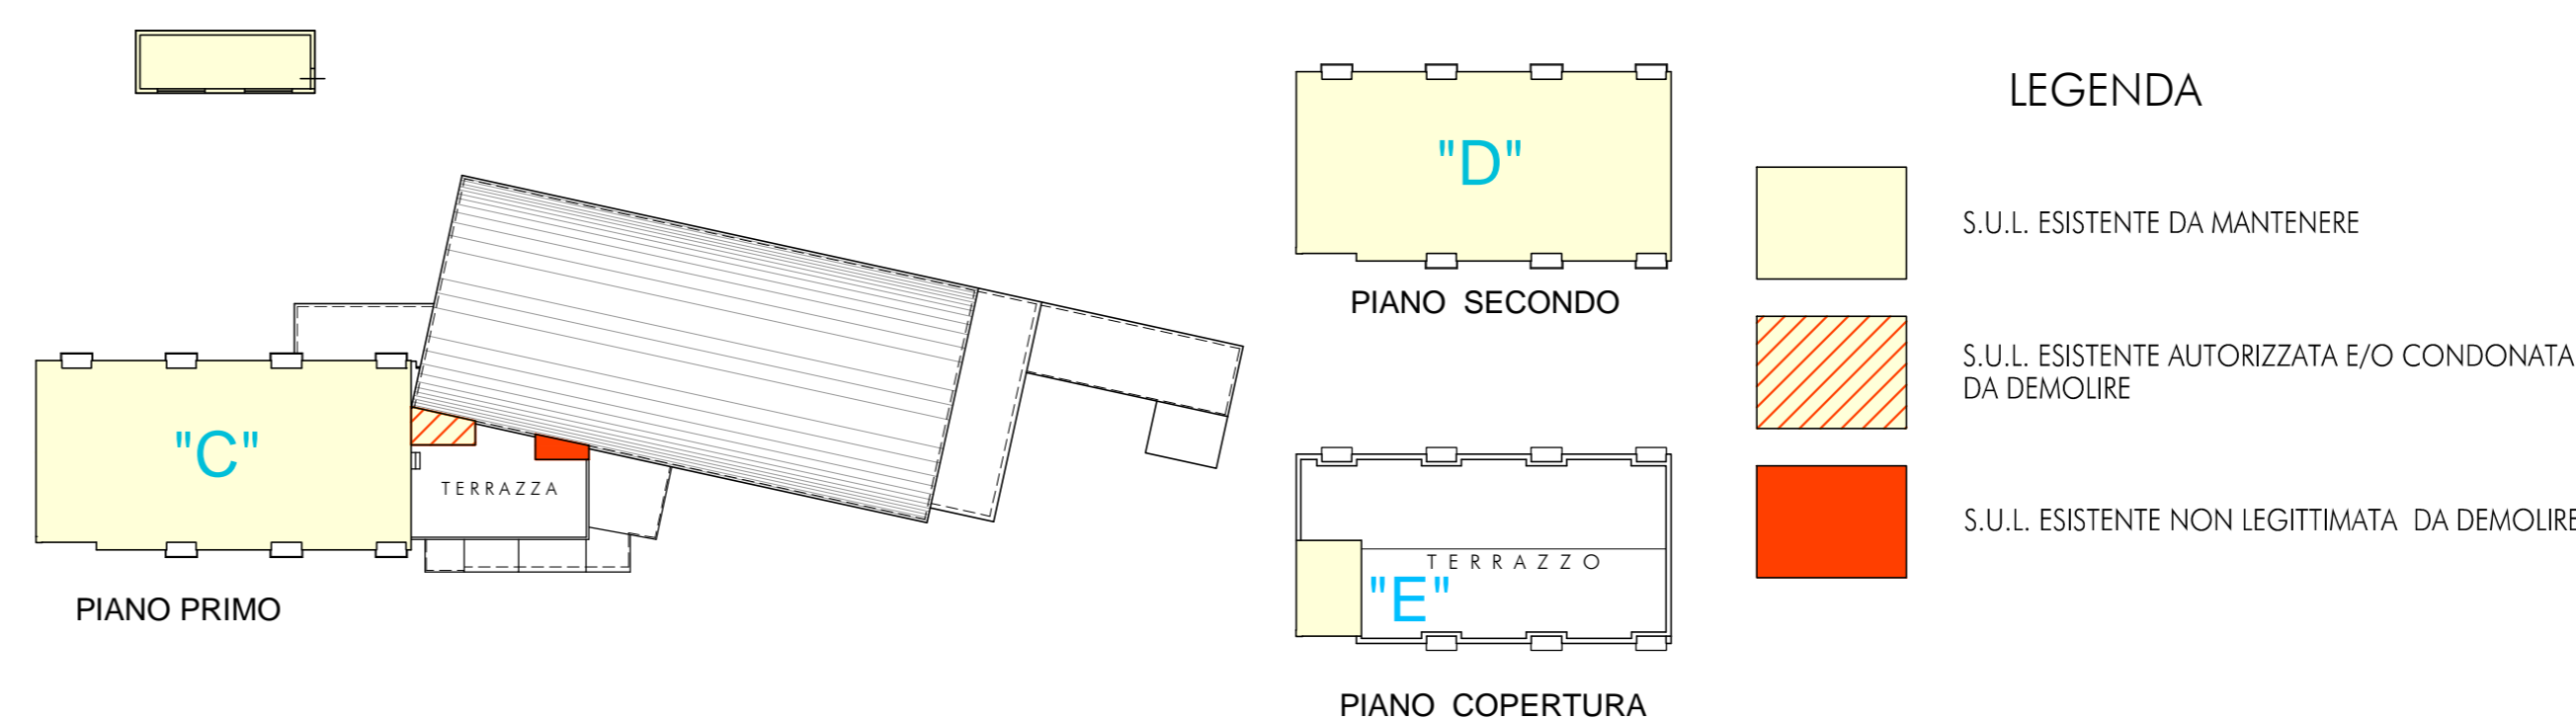 "C"
TERRAZZA
PIANO PRIMO
"D"
PIANO SECONDO
TERRAZZO
"E"
PIANO COPERTURA
LEGENDA
S.U.L. ESISTENTE DA MANTENERE
S.U.L. ESISTENTE AUTORIZZATA E/O CONDONATA
DA DEMOLIRE
S.U.L. ESISTENTE NON LEGITTIMATA DA DEMOLIRE